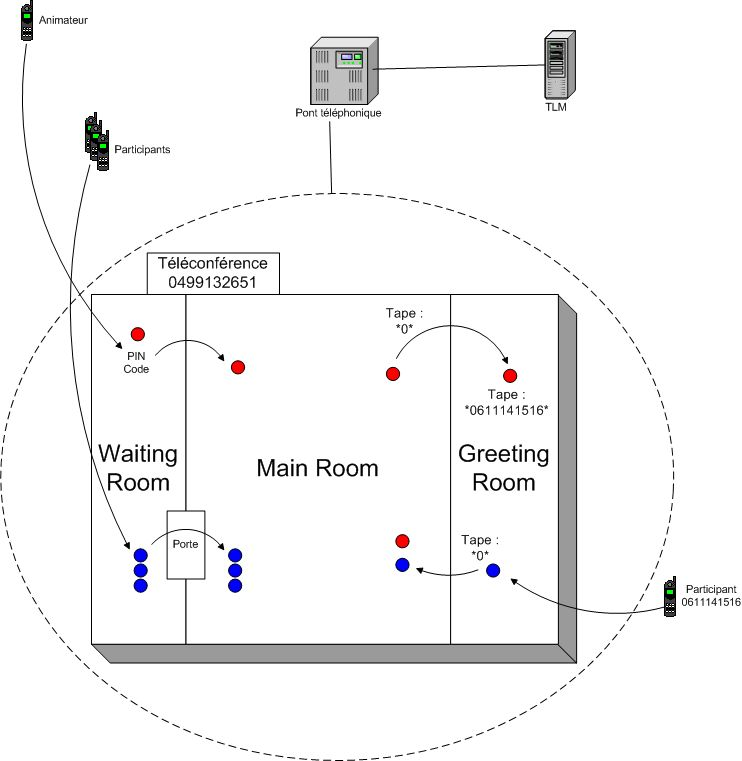 Animateur
Pont téléphonique
TLM
Participants
Téléconférence
0499132651
Tape :
*0*
PIN
Code
Tape :
*0611141516*
Waiting
Room
Main Room
Greeting
Room
Porte
Tape :
*0*
Participant
0611141516